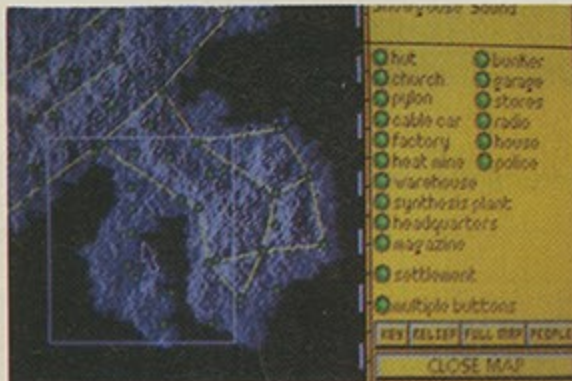 Sound
hut bunker
church garage
pylon stores
cable car radio
factory house
heat mine police
warehouse
synthesis plant
headquarters
magazine
settlement
multiple buttons
KEY RELIEF FULL MAP PEOPLE
CLOSE MAP